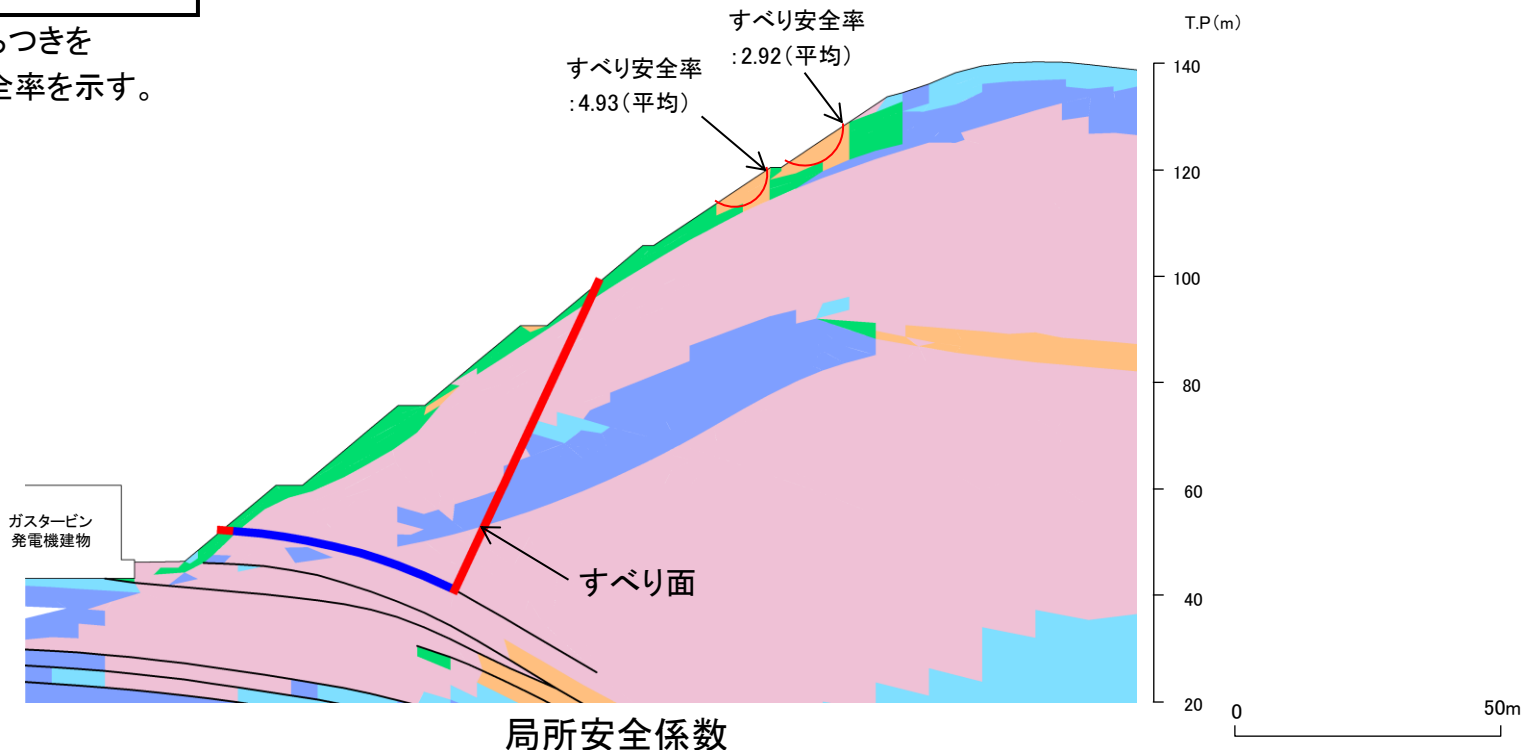 つきを
全率を示す。
すべり安全率
:2.92(平均)
すべり安全率
:4.93(平均)
T.P(m)
140
120
100
80
60
40
20
ガスタービン
発電機建物
すべり面
局所安全係数
0
50m